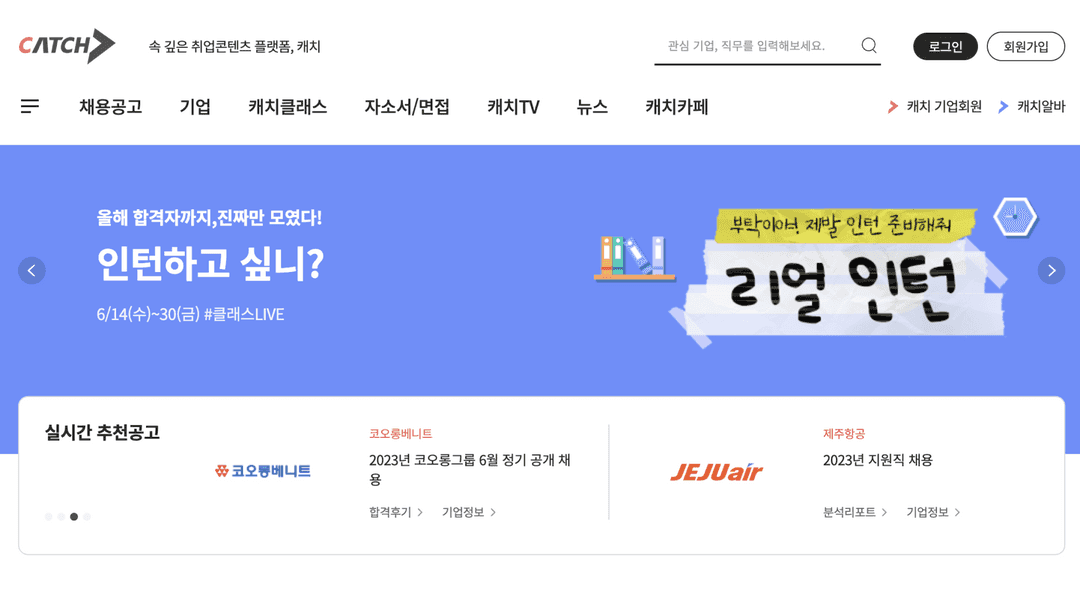 CATCH
속 깊은 취업콘텐츠 플랫폼, 캐치
관심 기업, 직무를 입력해보세요.
로그인
회원가입
채용공고 기업 캐치클래스 자소서/면접 캐치TV 뉴스 캐치카페
캐치 기업회원 캐치알바
올해 합격자까지,진짜만 모였다!
인턴하고 싶니?
6/14(수)~30(금) #클래스LIVE
부탁이야! 제발 인턴 준비해줘
리얼 인턴
실시간 추천공고
코오롱베니트
코오롱베니트
2023년 코오롱그룹 6월 정기 공개 채
용
합격후기 기업정보
JEJUair
제주항공
2023년 지원직 채용
분석리포트 기업정보